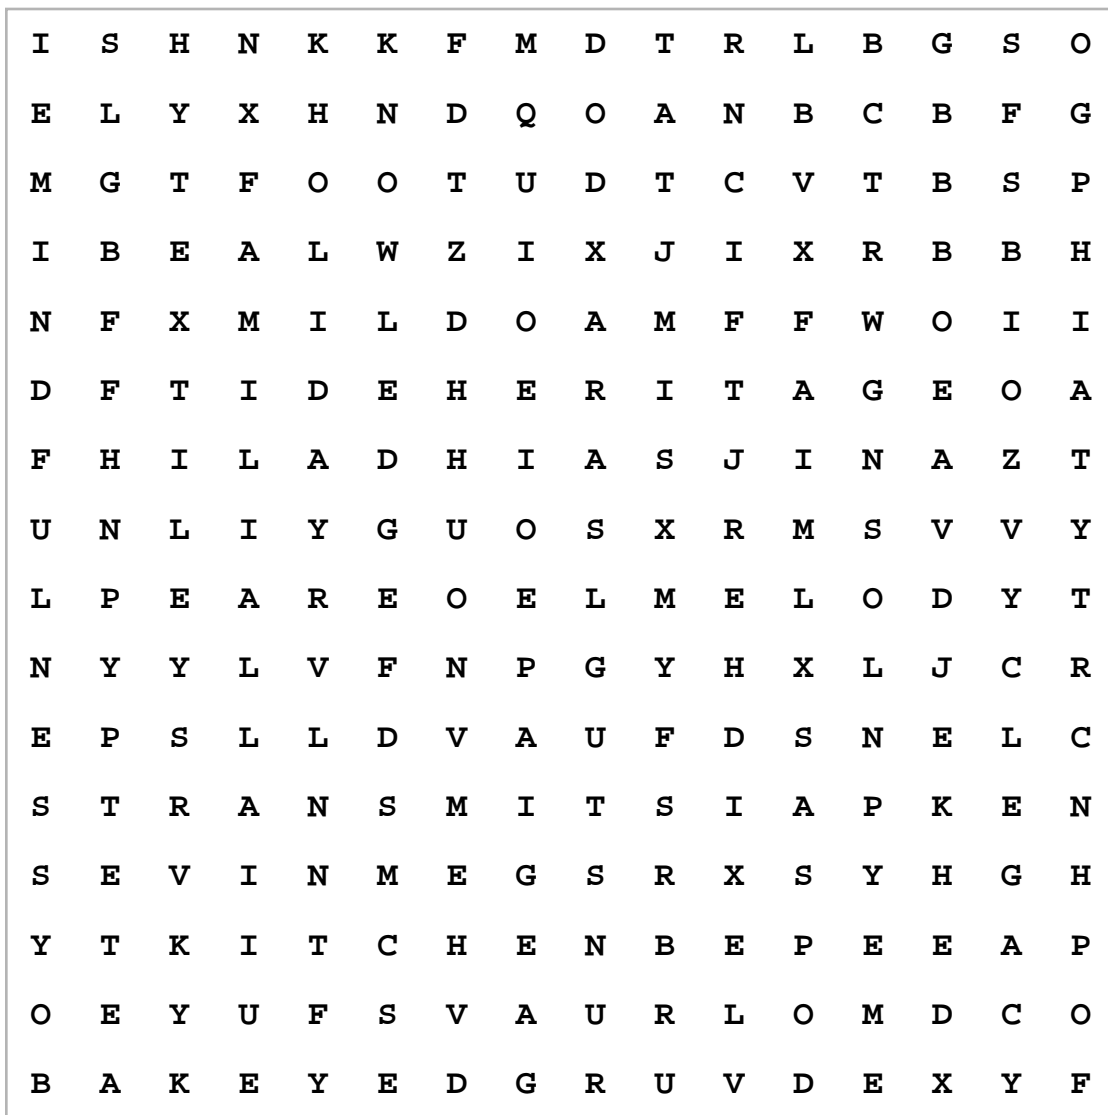 I S H N K K F M D T R L B G S O
E L Y X H N D Q O A N B C B F G
M G T F O O T U D T C V T B S P
I B E A L W Z I X J I X R B B H
N F X M I L D O A M F F W O I I
D F T I D E H E R I T A G E O A
F H I L A D H I A S J I N A Z T
U N L I Y G U O S X R M S V V Y
L P E A R E O E L M E L O D Y T
N Y Y L V F N P G Y H X L J C R
E P S L L D V A U F D S N E L C
S T R A N S M I T S I A P K E N
S E V I N M E G S R X S Y H G H
Y T K I T C H E N B E P E E A P
O E Y U F S V A U R L O M D C O
B A K E Y E D G R U V D E X Y F